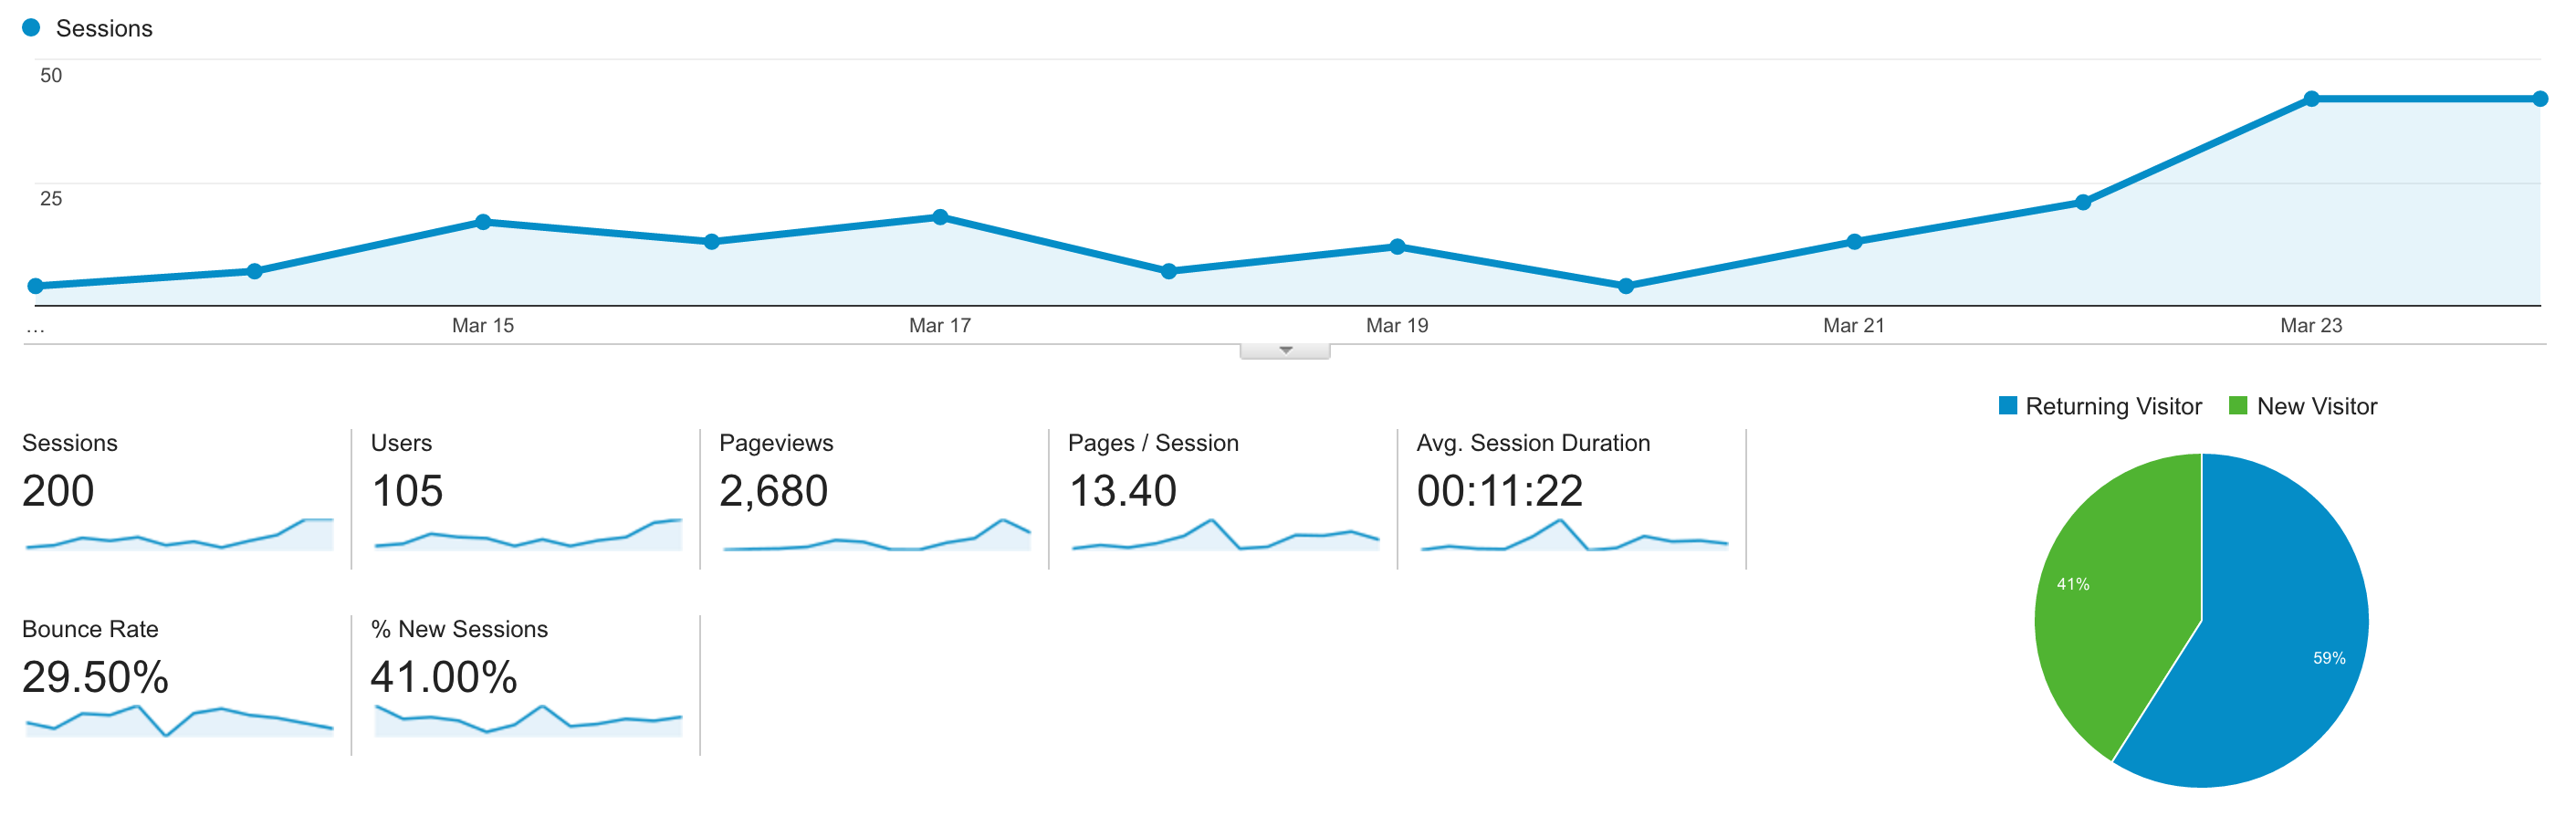 Sessions
50
25
...
Mar 15
Mar 17
Mar 19
Mar 21
Mar 23
Returning Visitor
New Visitor
Sessions
200
Users
105
Pageviews
2,680
Pages / Session
13.40
Avg. Session Duration
00:11:22
Bounce Rate
29.50%
% New Sessions
41.00%
41%
59%